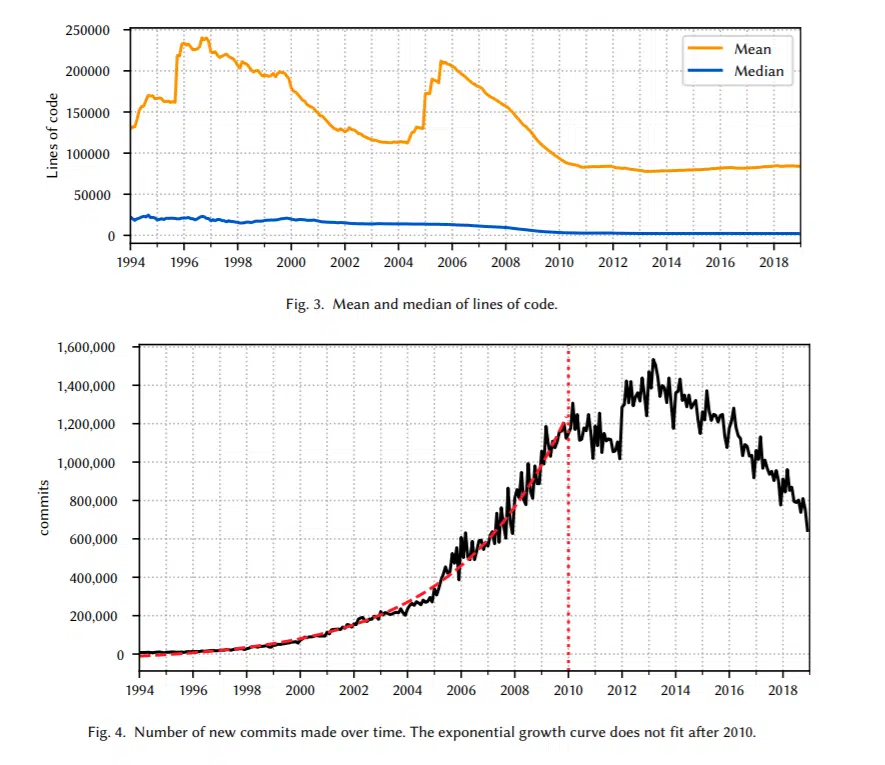 250000
200000
150000
100000
50000
0
Lines of code
Mean
Median
1994 1996 1998 2000 2002 2004 2006 2008 2010 2012 2014 2016 2018
Fig. 3. Mean and median of lines of code.
1,600,000
1,400,000
1,200,000
1,000,000
800,000
600,000
400,000
200,000
0
commits
1994 1996 1998 2000 2002 2004 2006 2008 2010 2012 2014 2016 2018
Fig. 4. Number of new commits made over time. The exponential growth curve does not fit after 2010.